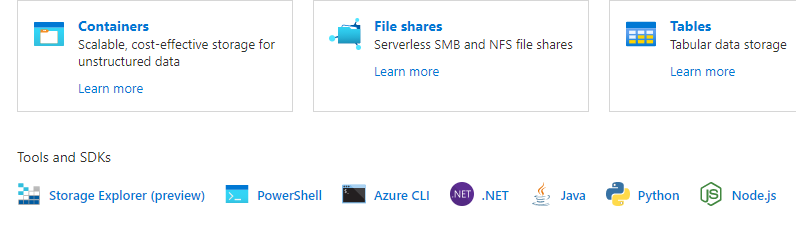 Containers
Scalable, cost-effective storage for
unstructured data
Learn more
File shares
Serverless SMB and NFS file shares
Learn more
Tables
Tabular data storage
Learn more
Tools and SDKs
Storage Explorer (preview)
PowerShell
Azure CLI
.NET
.NET
Java
Python
Node.js